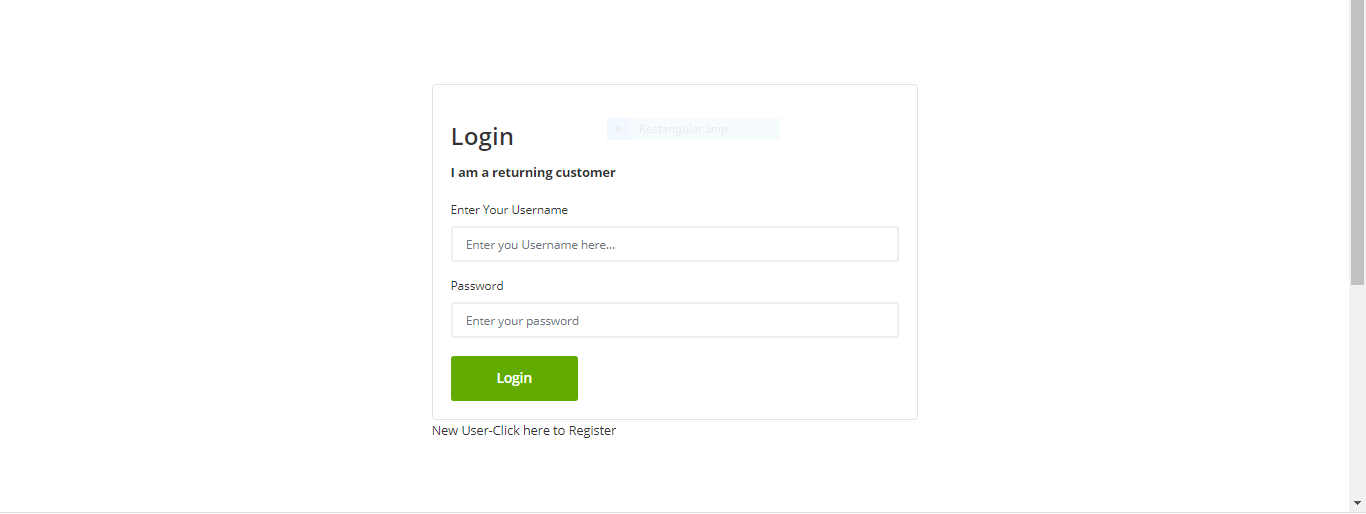 Rectangular Snip
Login
I am a returning customer
Enter Your Username
Enter you Username here...
Password
Enter your password
Login
New User-Click here to Register